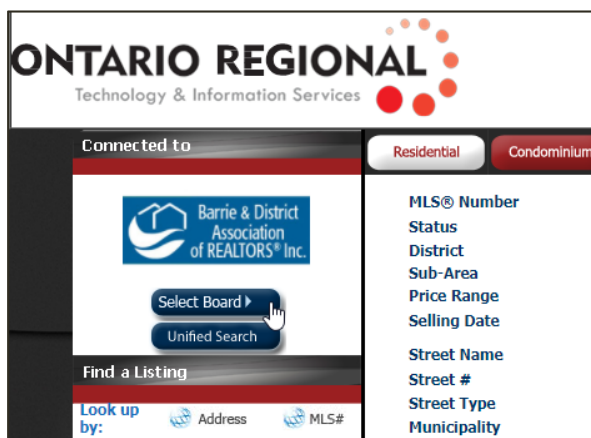 ONTARIO REGIONAL
Technology & Information Services
Connected to
Barrie & District
Association
of REALTORS® Inc.
Select Board
Unified Search
Find a Listing
Look up
by:
Address
MLS#
Residential
Condominium
MLS® Number
Status
District
Sub-Area
Price Range
Selling Date
Street Name
Street #
Street Type
Municipality